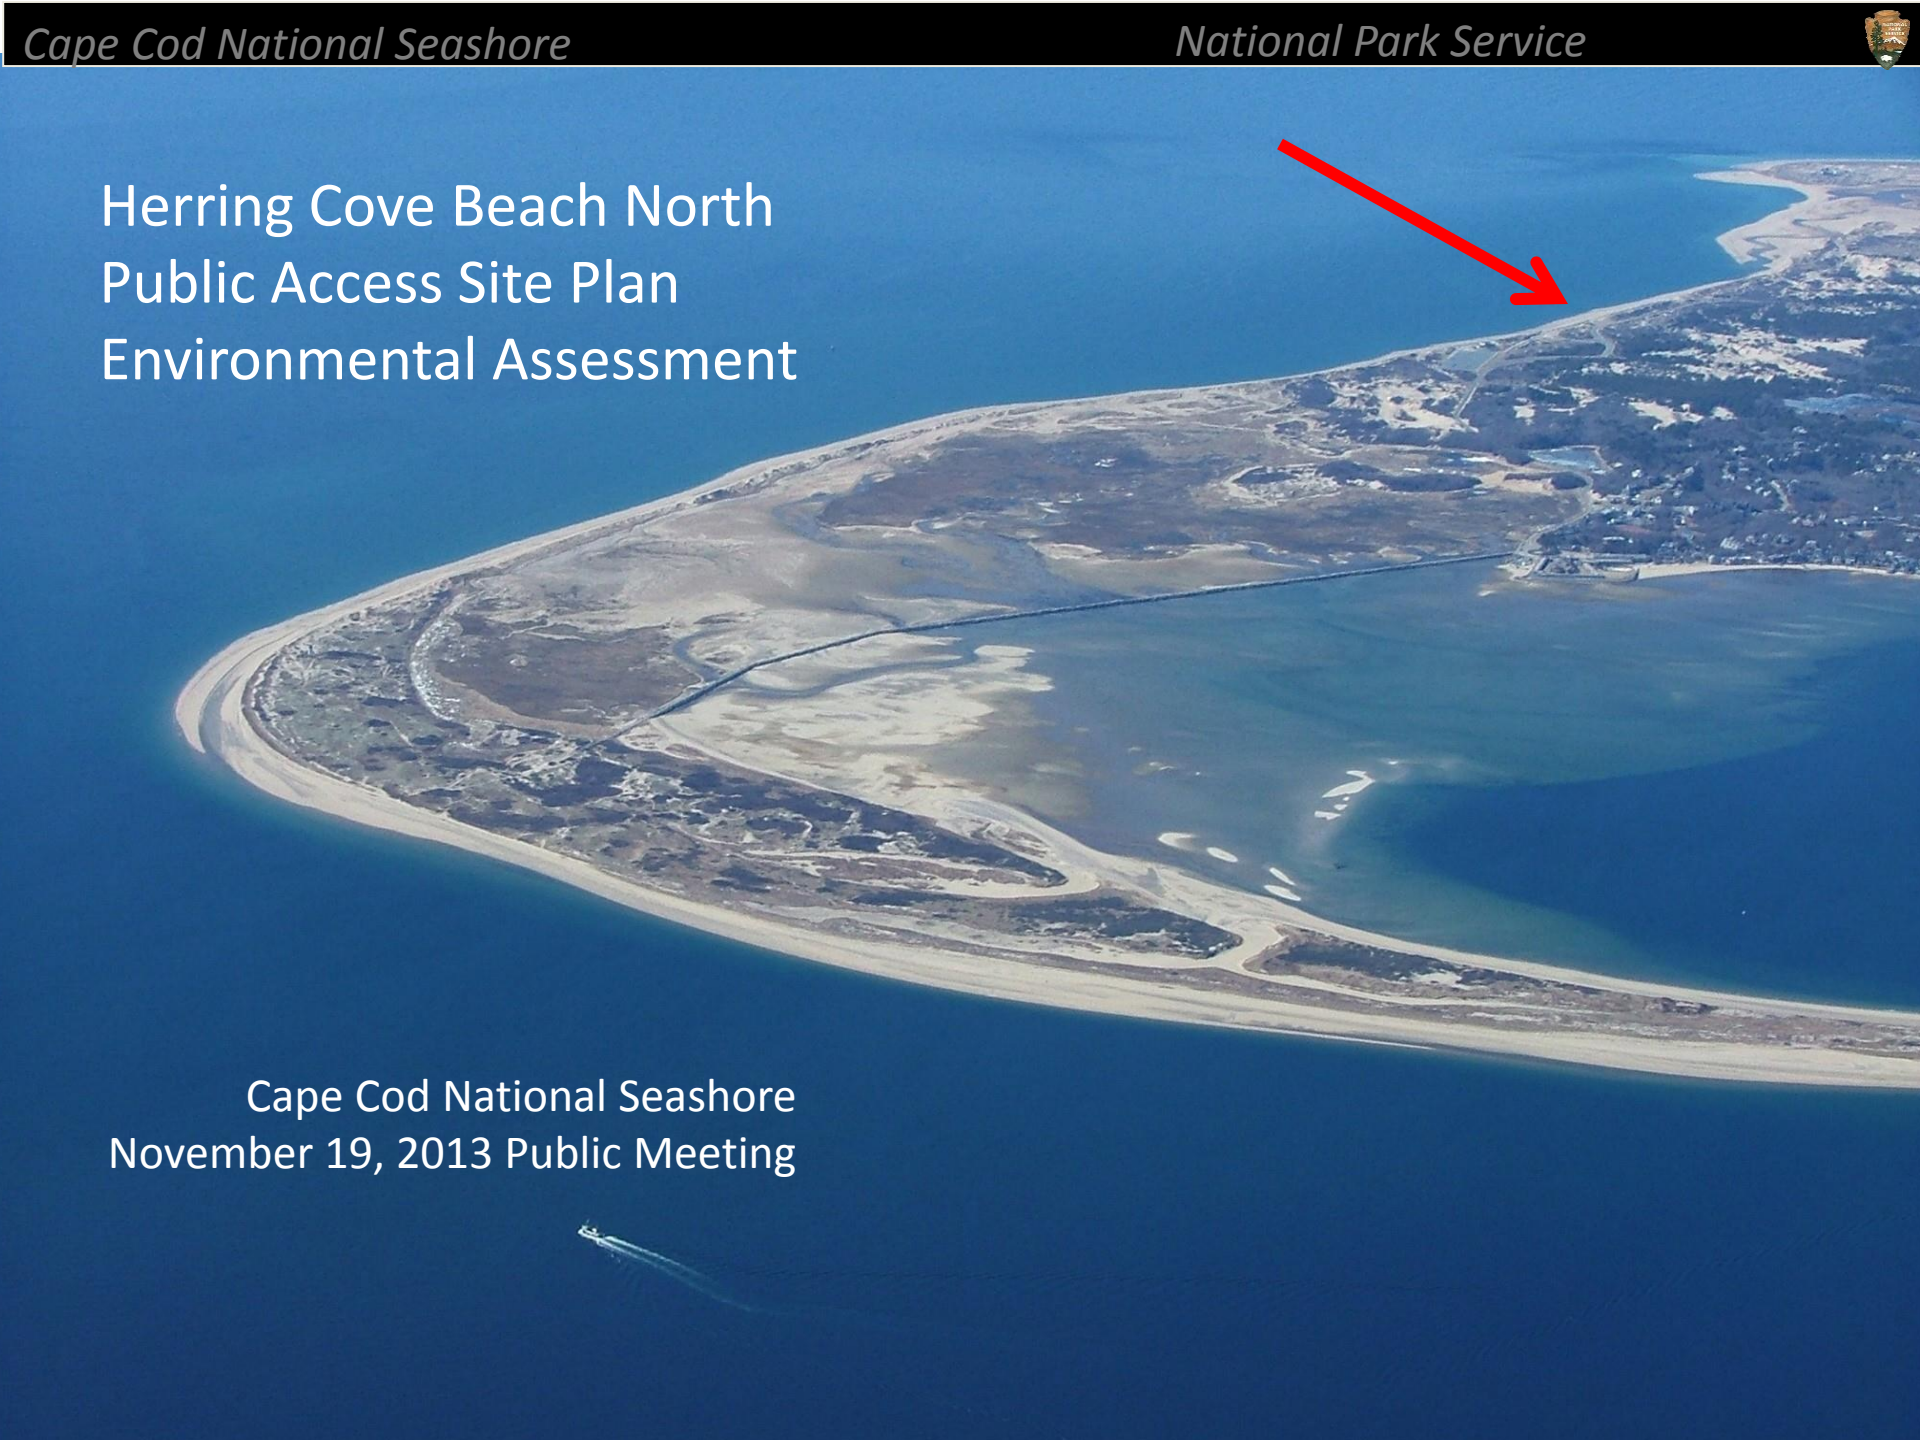 Cape Cod National Seashore
National Park Service
Herring Cove Beach North
Public Access Site Plan
Environmental Assessment
Cape Cod National Seashore
November 19, 2013 Public Meeting